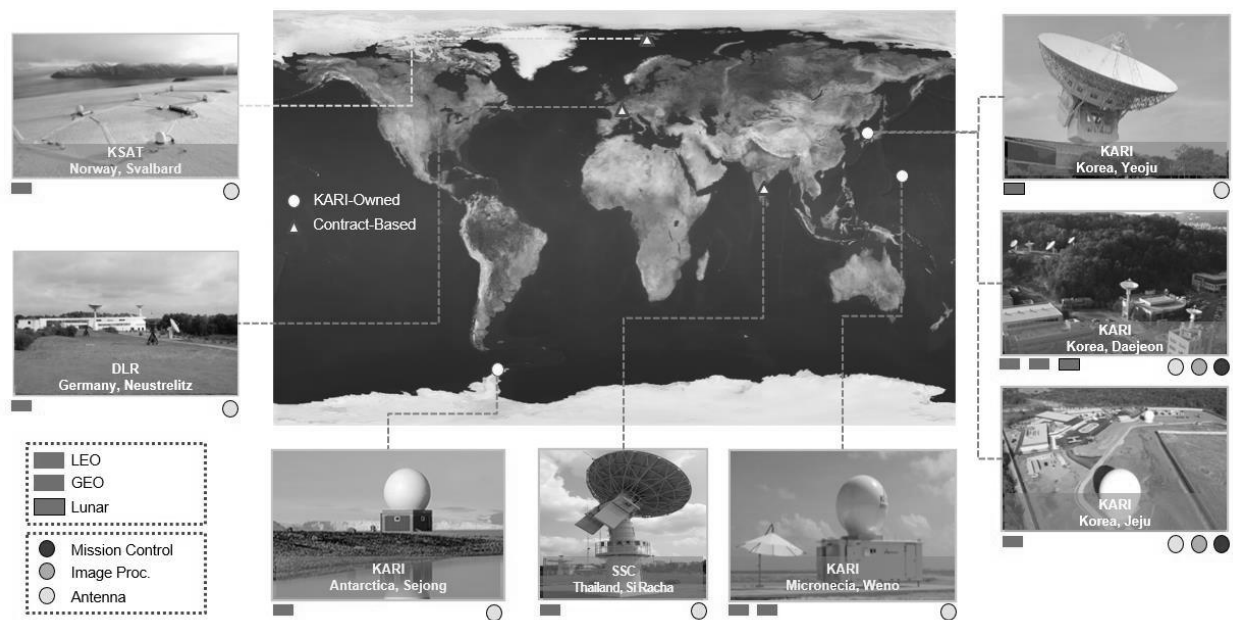 KSAT
Norway, Svalbard
KARI-Owned
Contract-Based
KARI
Korea, Yeoju
DLR
Germany, Neustrelitz
KARI
Korea, Daejeon
LEO
GEO
Lunar
Mission Control
Image Proc.
Antenna
KARI
Antarctica, Sejong
SSC
Thailand, Si Racha
KARI
Micronecia, Weno
KARI
Korea, Jeju